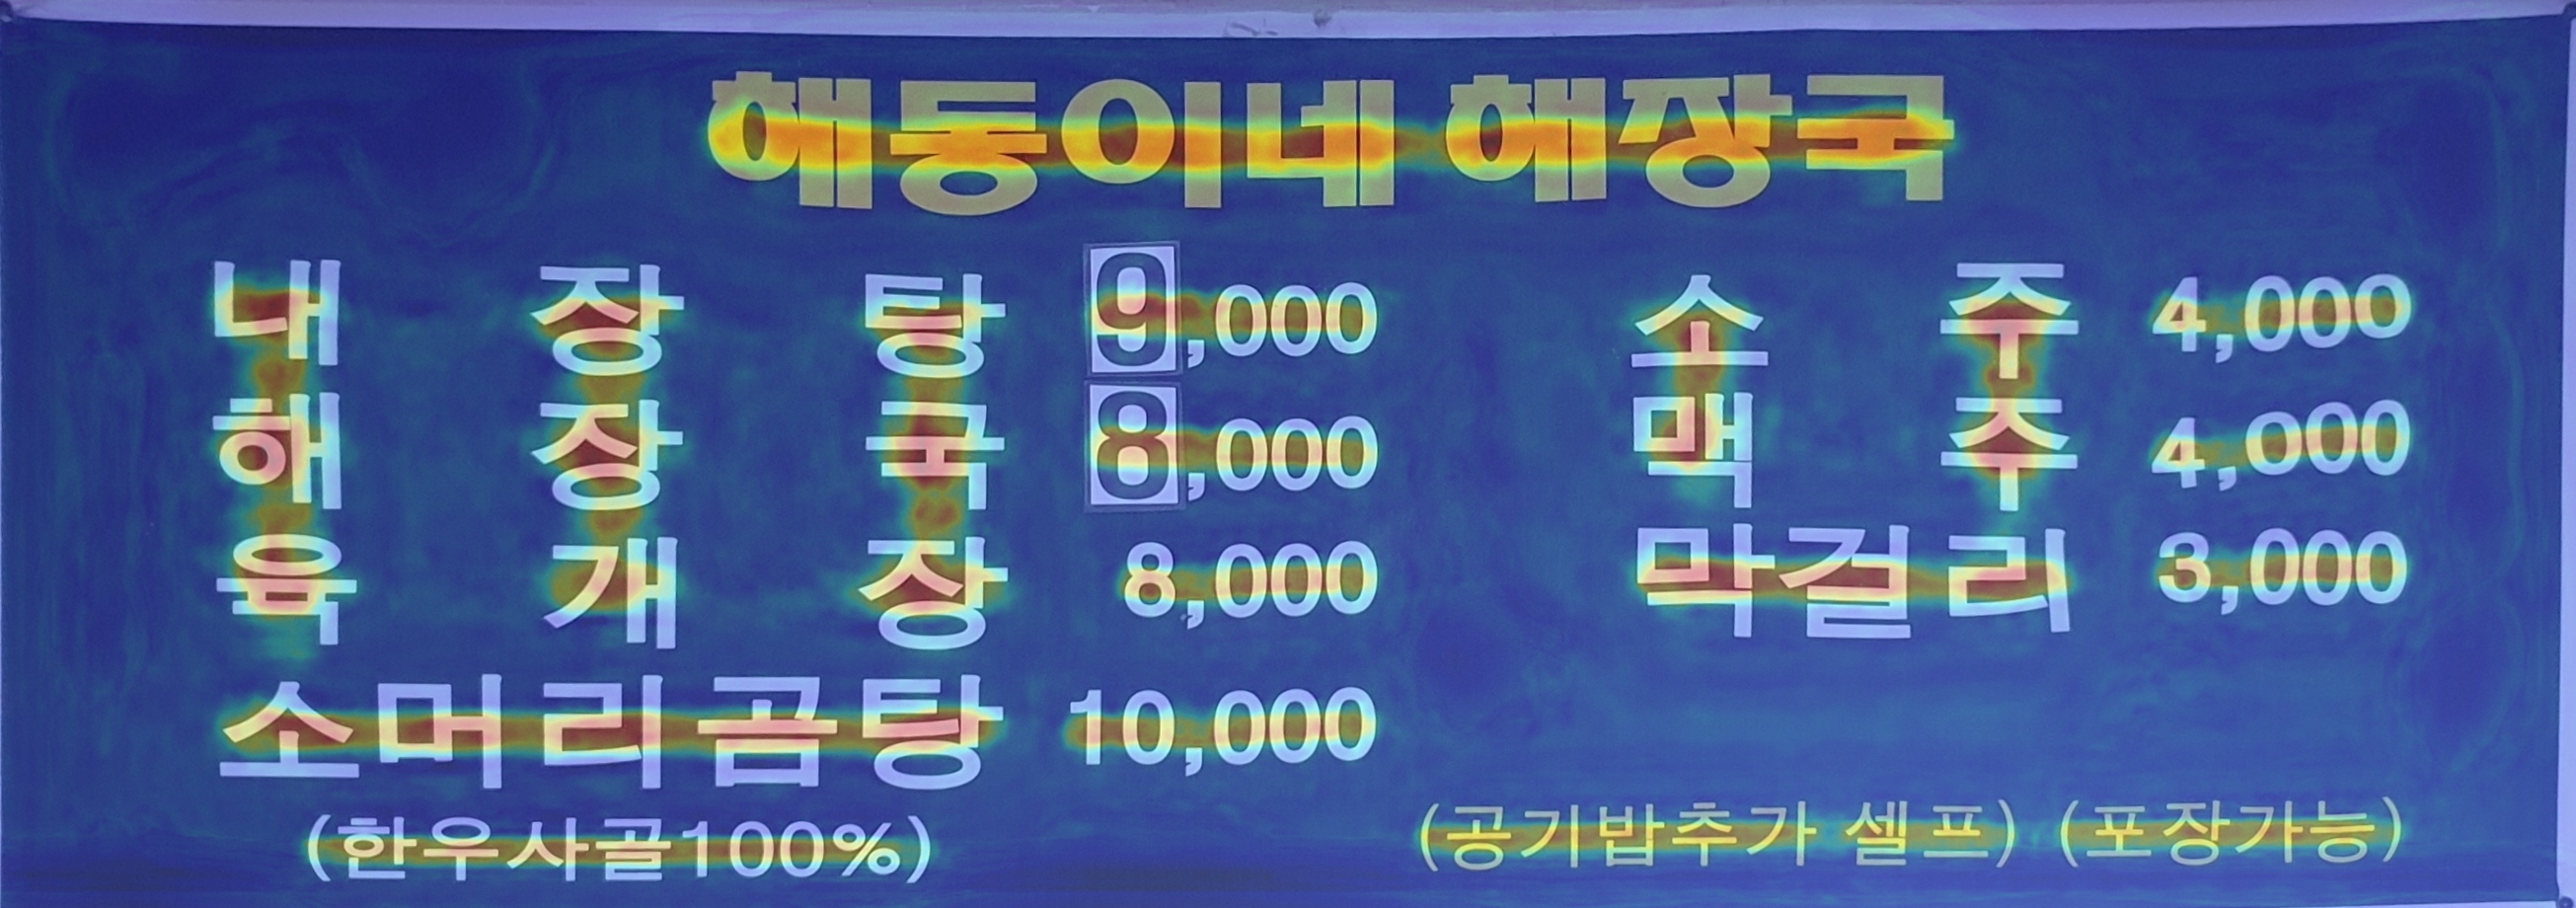 해동이네 해장국
내 장 탕 9,000
해 장 국 8,000
육 개 장 8,000
소머리곰탕 10,000
(한우사골100%)
소 주 4,000
맥 주 4,000
막걸리 3,000
(공기밥추가 셀프) (포장가능)